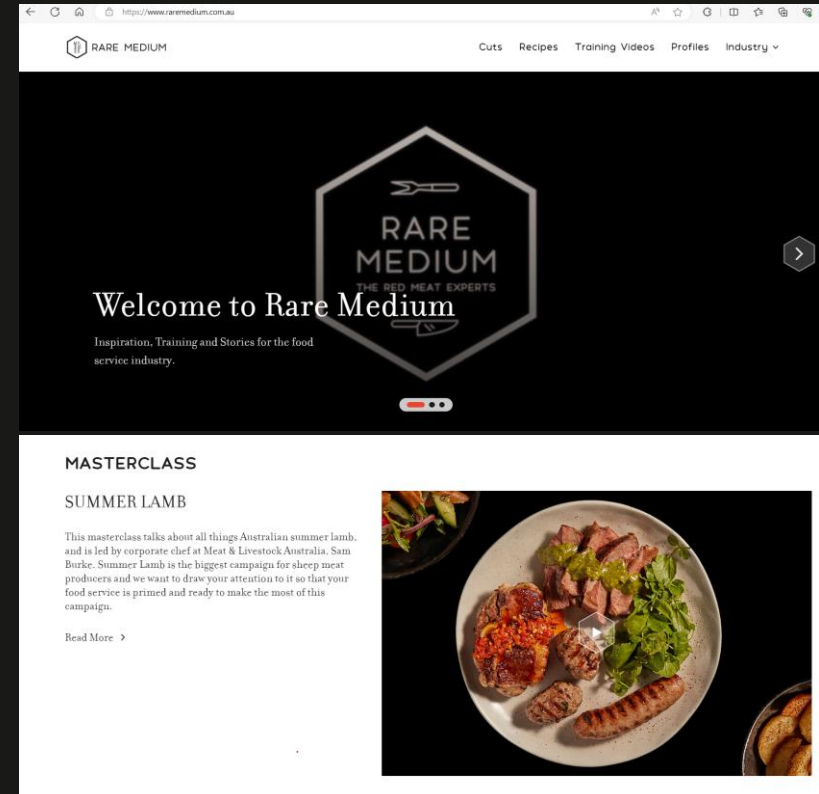 https://www.raremedium.com.au
RARE MEDIUM
Cuts Recipes Training Videos Profiles Industry
RARE
MEDIUM
THE RED MEAT EXPERTS
Welcome to Rare Medium
Inspiration, Training and Stories for the food
service industry.
MASTERCLASS
SUMMER LAMB
This masterclass talks about all things Australian summer lamb,
and is led by corporate chef at Meat & Livestock Australia, Sam
Burke. Summer Lamb is the biggest campaign for sheep meat
producers and we want to draw your attention to it so that your
food service is primed and ready to make the most of this
campaign.
Read More